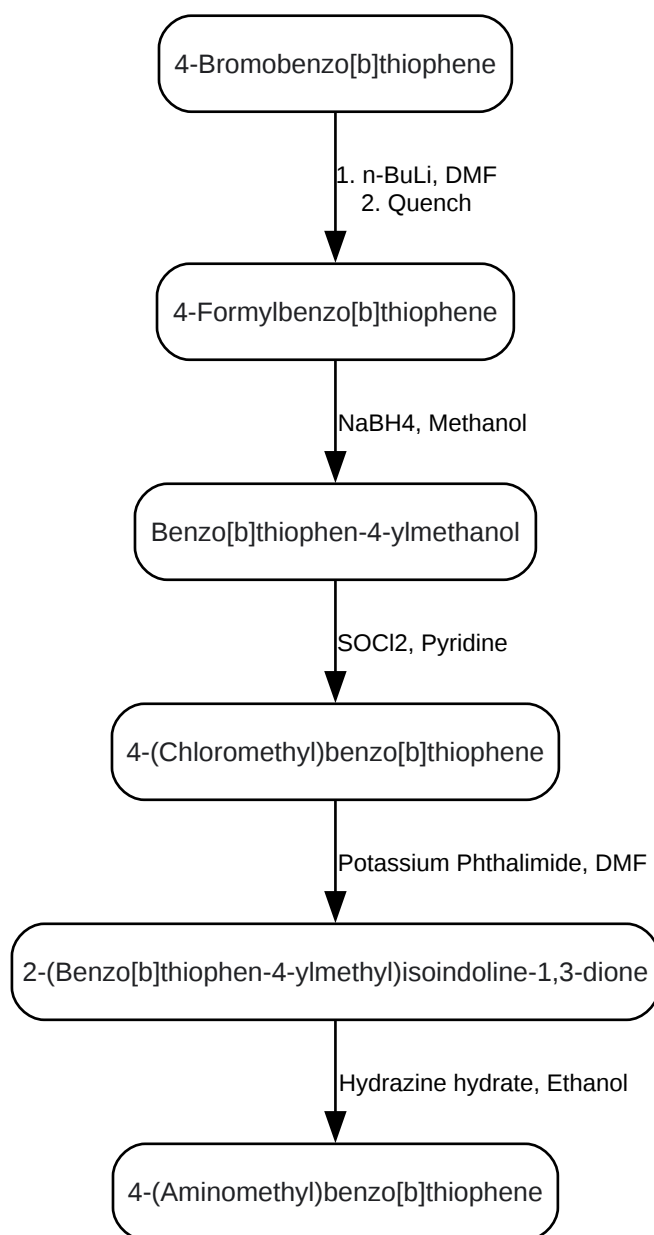 4-Bromobenzo[b]thiophene
1. n-BuLi, DMF
2. Quench
4-Formylbenzo[b]thiophene
NaBH4, Methanol
Benzo[b]thiophen-4-ylmethanol
SOCl2, Pyridine
4-(Chloromethyl)benzo[b]thiophene
Potassium Phthalimide, DMF
2-(Benzo[b]thiophen-4-ylmethyl)isoindoline-1,3-dione
Hydrazine hydrate, Ethanol
4-(Aminomethyl)benzo[b]thiophene